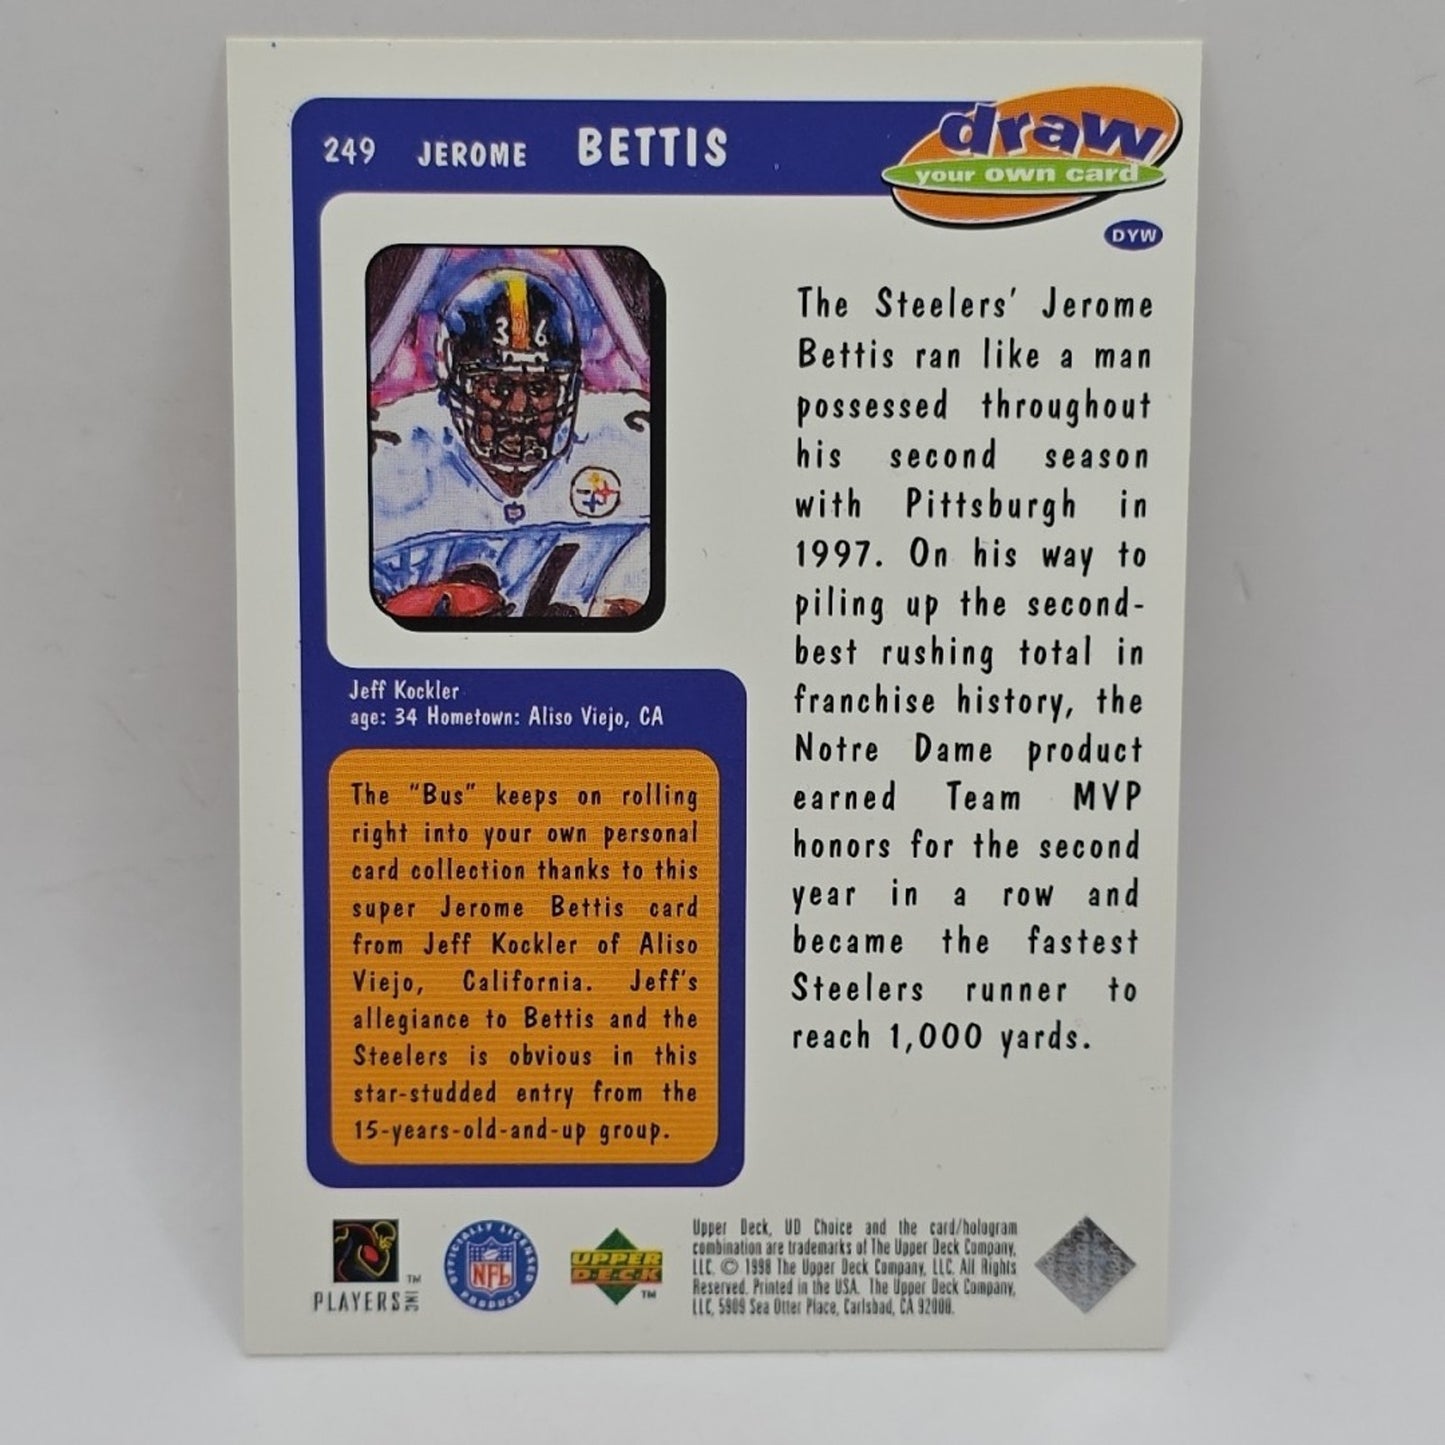 249 JEROME BETTIS
draw
your own card
DYW
36
The Steelers' Jerome
Bettis ran like a man
possessed throughout
his second season
with Pittsburgh in
1997. On his way to
piling up the second-
best rushing total in
franchise history, the
Notre Dame product
earned Team MVP
honors for the second
year in a row and
became the fastest
Steelers runner to
reach 1,000 yards.
Jeff Kockler
age: 34 Hometown: Aliso Viejo, CA
The "Bus" keeps on rolling
right into your own personal
card collection thanks to this
super Jerome Bettis card
from Jeff Kockler of Aliso
Viejo, California. Jeff's
allegiance to Bettis and the
Steelers is obvious in this
star-studded entry from the
15-years-old-and-up group.
PLAYERS INC TM
OFFICIALLY LICENSED
NFL
PRODUCT
UPPER
DECK TM
Upper Deck, UD Choice and the card/hologram
combination are trademarks of The Upper Deck Company,
LLC. © 1998 The Upper Deck Company, LLC. All Rights
Reserved. Printed in the USA. The Upper Deck Company,
LLC, 5909 Sea Otter Place, Carlsbad, CA 92008.